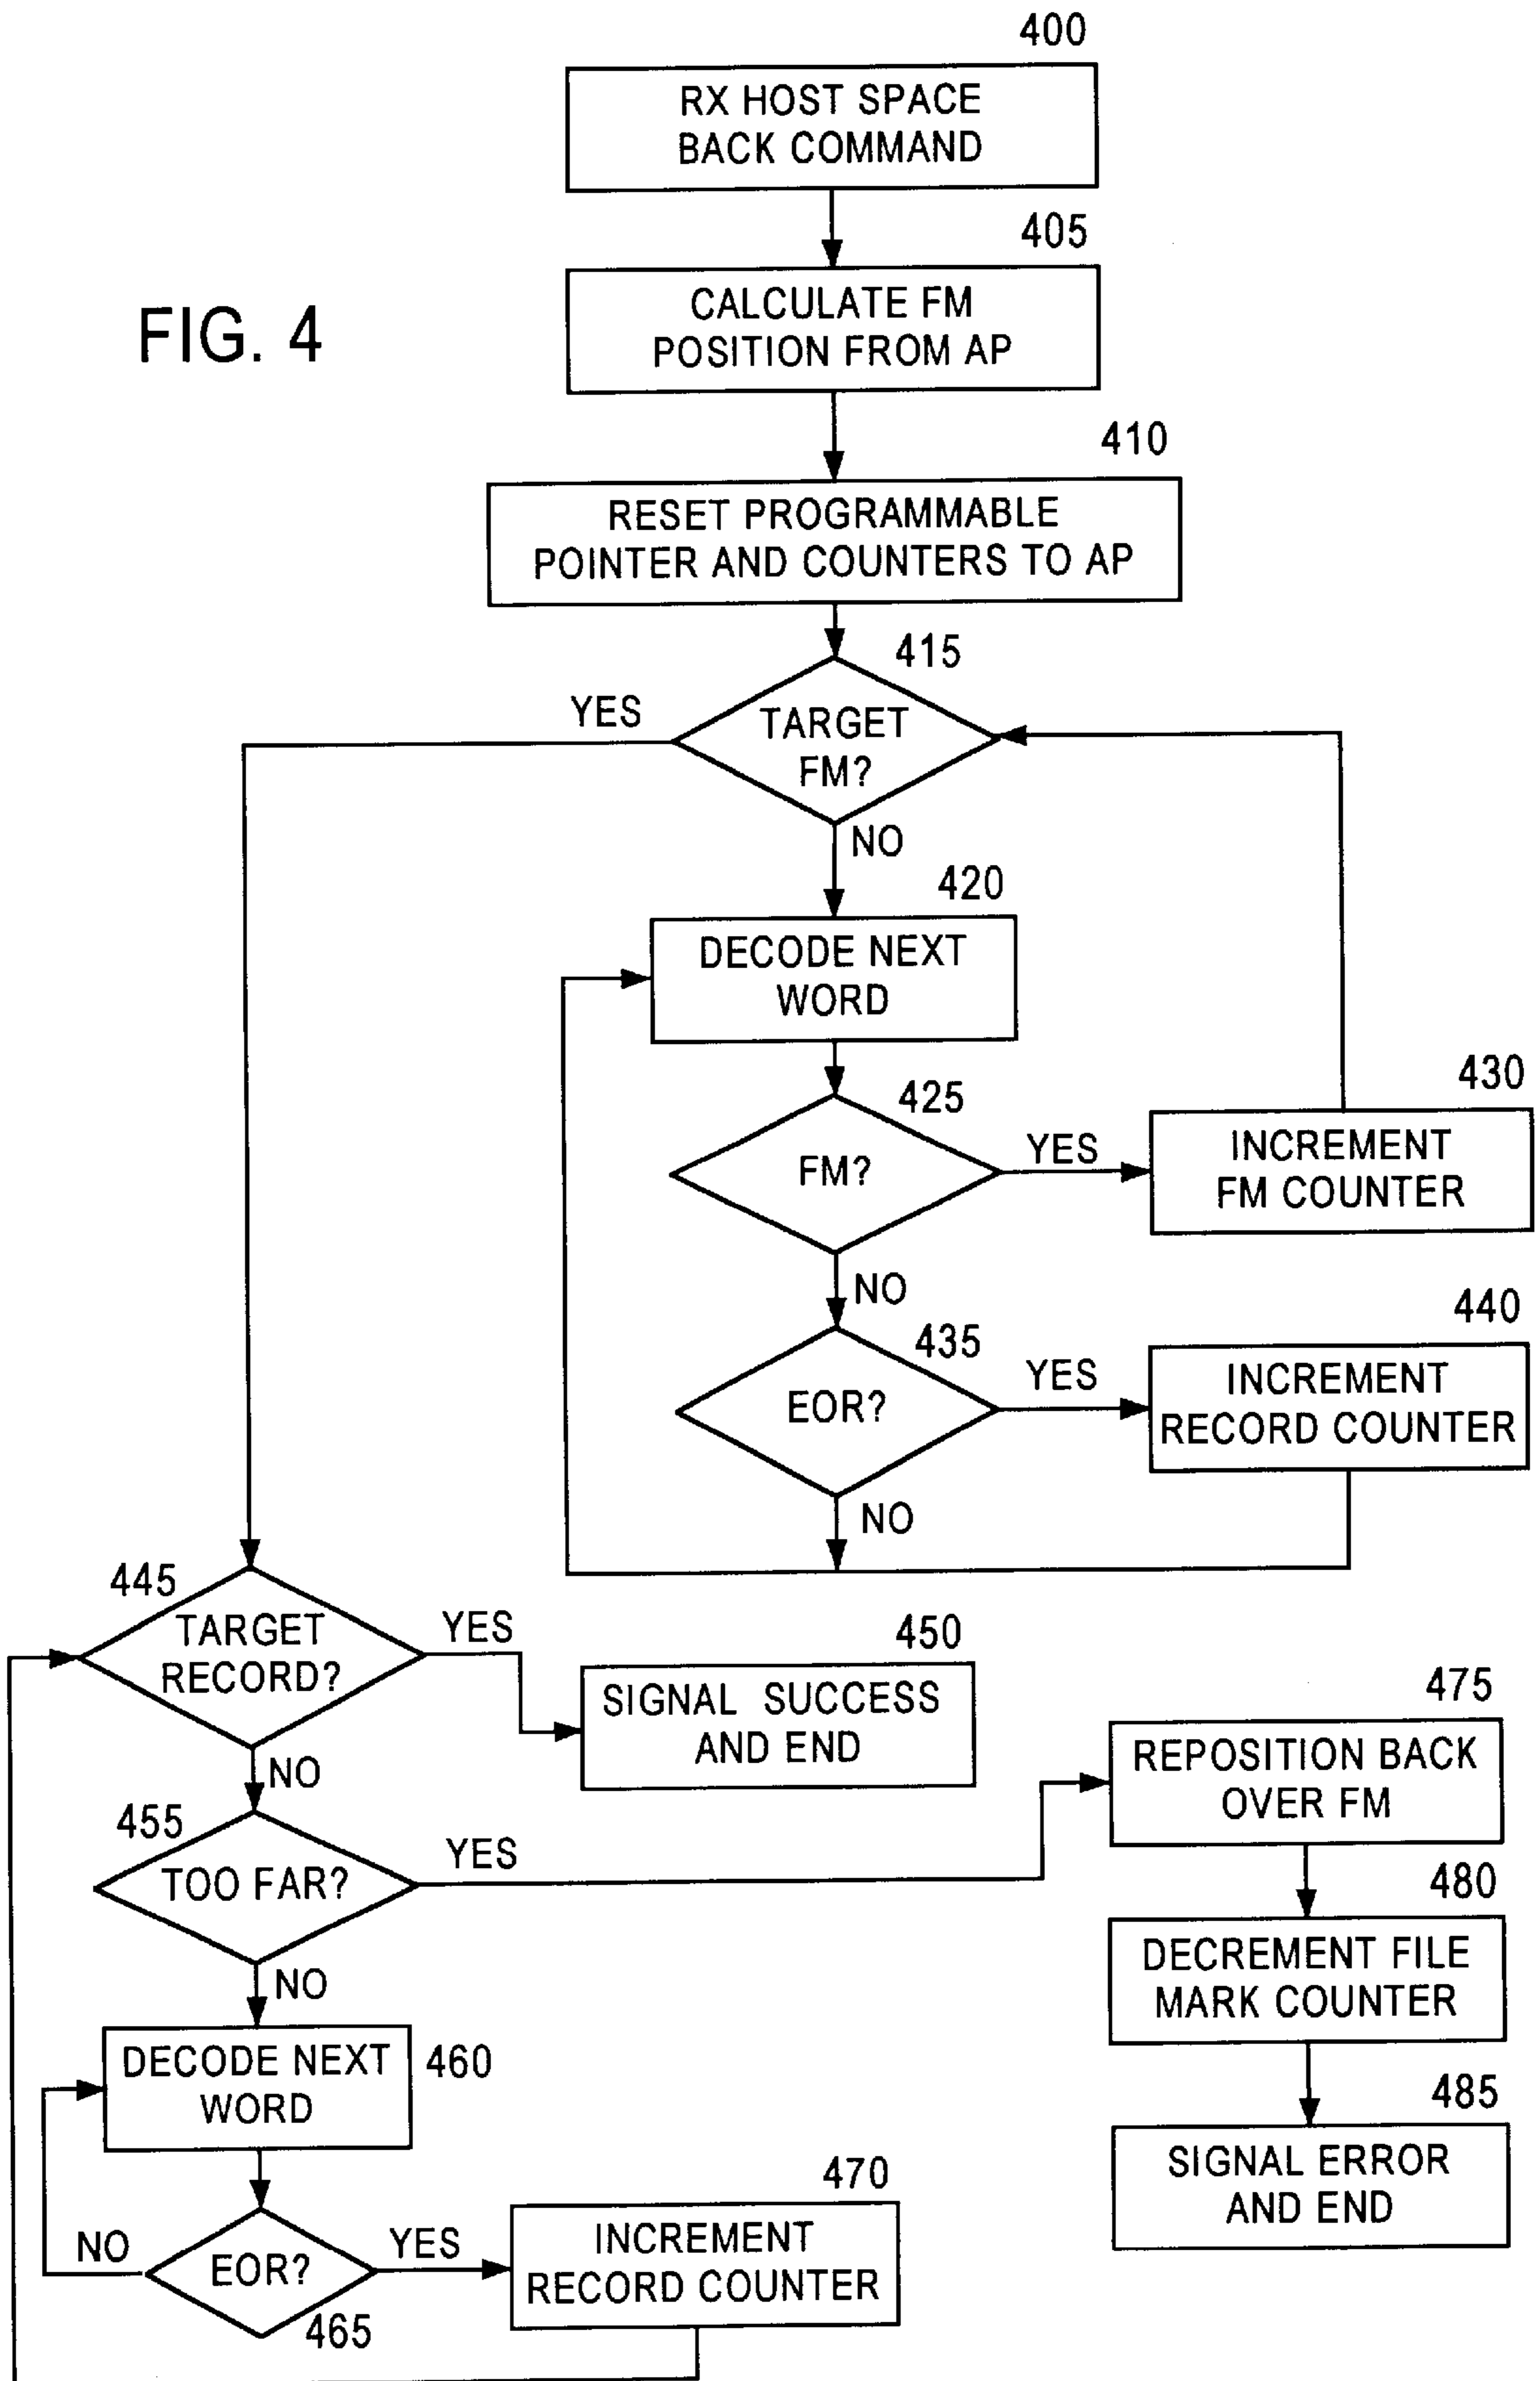 400
RX HOST SPACE
BACK COMMAND
405
CALCULATE FM
POSITION FROM AP
FIG. 4
410
RESET PROGRAMMABLE
POINTER AND COUNTERS TO AP
415
YES
TARGET
FM?
NO
420
DECODE NEXT
WORD
425
FM?
YES
430
INCREMENT
FM COUNTER
NO
435
EOR?
YES
440
INCREMENT
RECORD COUNTER
NO
445
TARGET
RECORD?
YES
450
SIGNAL SUCCESS
AND END
NO
455
TOO FAR?
YES
475
REPOSITION BACK
OVER FM
480
DECREMENT FILE
MARK COUNTER
485
SIGNAL ERROR
AND END
NO
DECODE NEXT
WORD
460
NO
EOR?
465
YES
470
INCREMENT
RECORD COUNTER